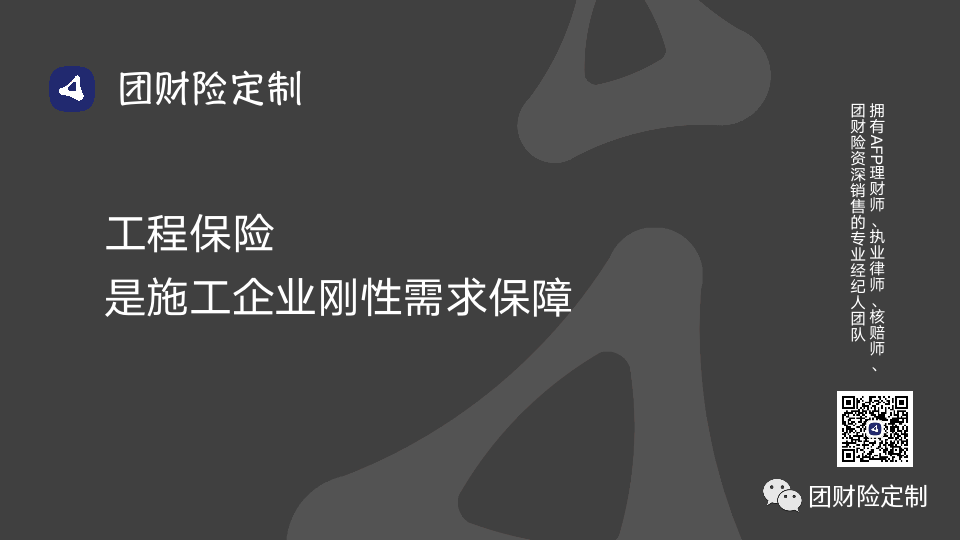 团财险定制
工程保险
是施工企业刚性需求保障
拥有AFP理财师、执业律师、核赔师、
团财险资深销售的专业经纪人团队
团财险定制